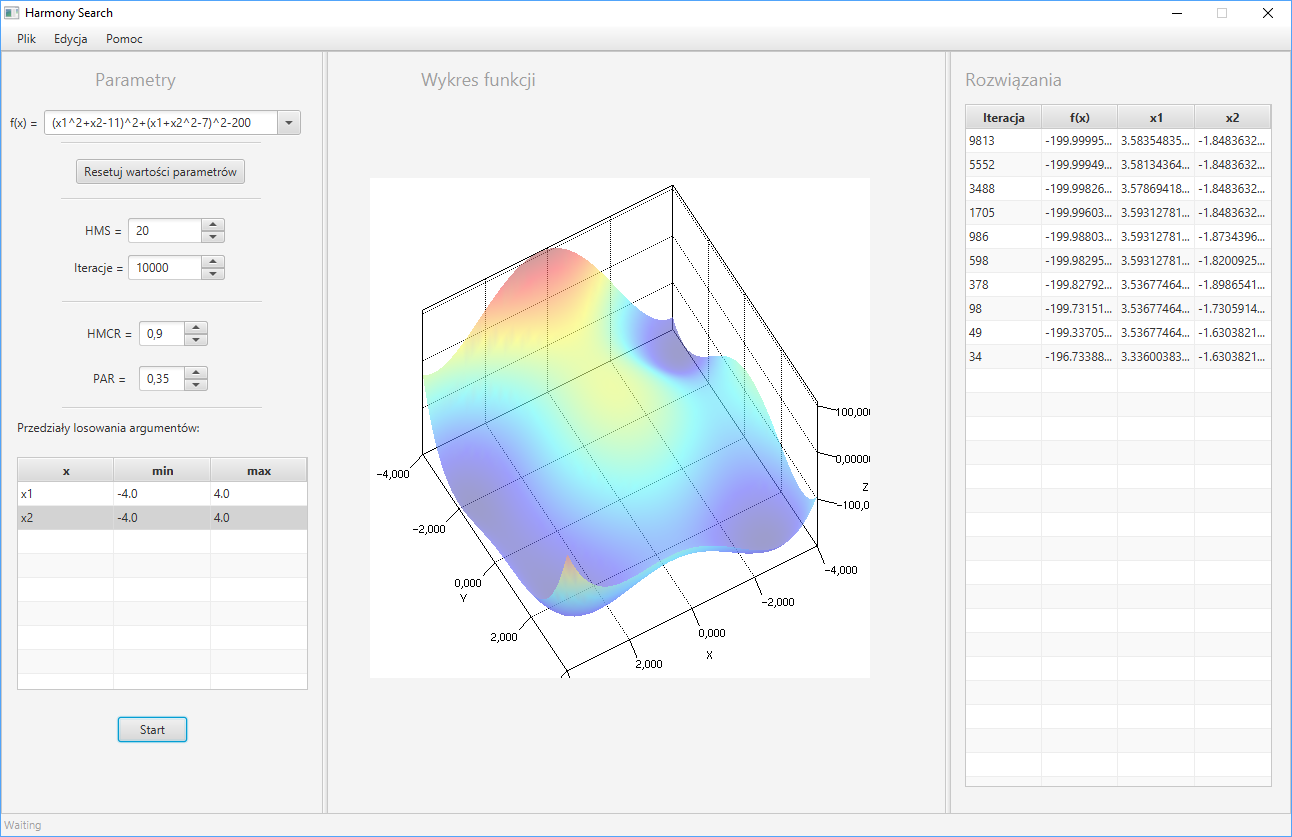 Harmony Search
Plik Edycja Pomoc
Parametry
f(x) = (x1^2+x2-11)^2+(x1+x2^2-7)^2-200
Resetuj wartości parametrów
HMS = 20
Iteracje = 10000
HMCR = 0,9
PAR = 0,35
Przedziały losowania argumentów:
x min max
x1 -4.0 4.0
x2 -4.0 4.0
Start
Wykres funkcji
100,00
0,0000
Z
-100,0
-4,000
-2,000
0,000
Y
2,000
-4,000
-2,000
0,000
X
2,000
Rozwiązania
Iteracja f(x) x1 x2
9813 -199.99995... 3.58354835... -1.8483632...
5552 -199.99949... 3.58134364... -1.8483632...
3488 -199.99826... 3.57869418... -1.8483632...
1705 -199.99603... 3.59312781... -1.8483632...
986 -199.98803... 3.59312781... -1.8734396...
598 -199.98295... 3.59312781... -1.8200925...
378 -199.82792... 3.53677464... -1.8986541...
98 -199.73151... 3.53677464... -1.7305914...
49 -199.33705... 3.53677464... -1.6303821...
34 -196.73388... 3.33600383... -1.6303821...
Waiting